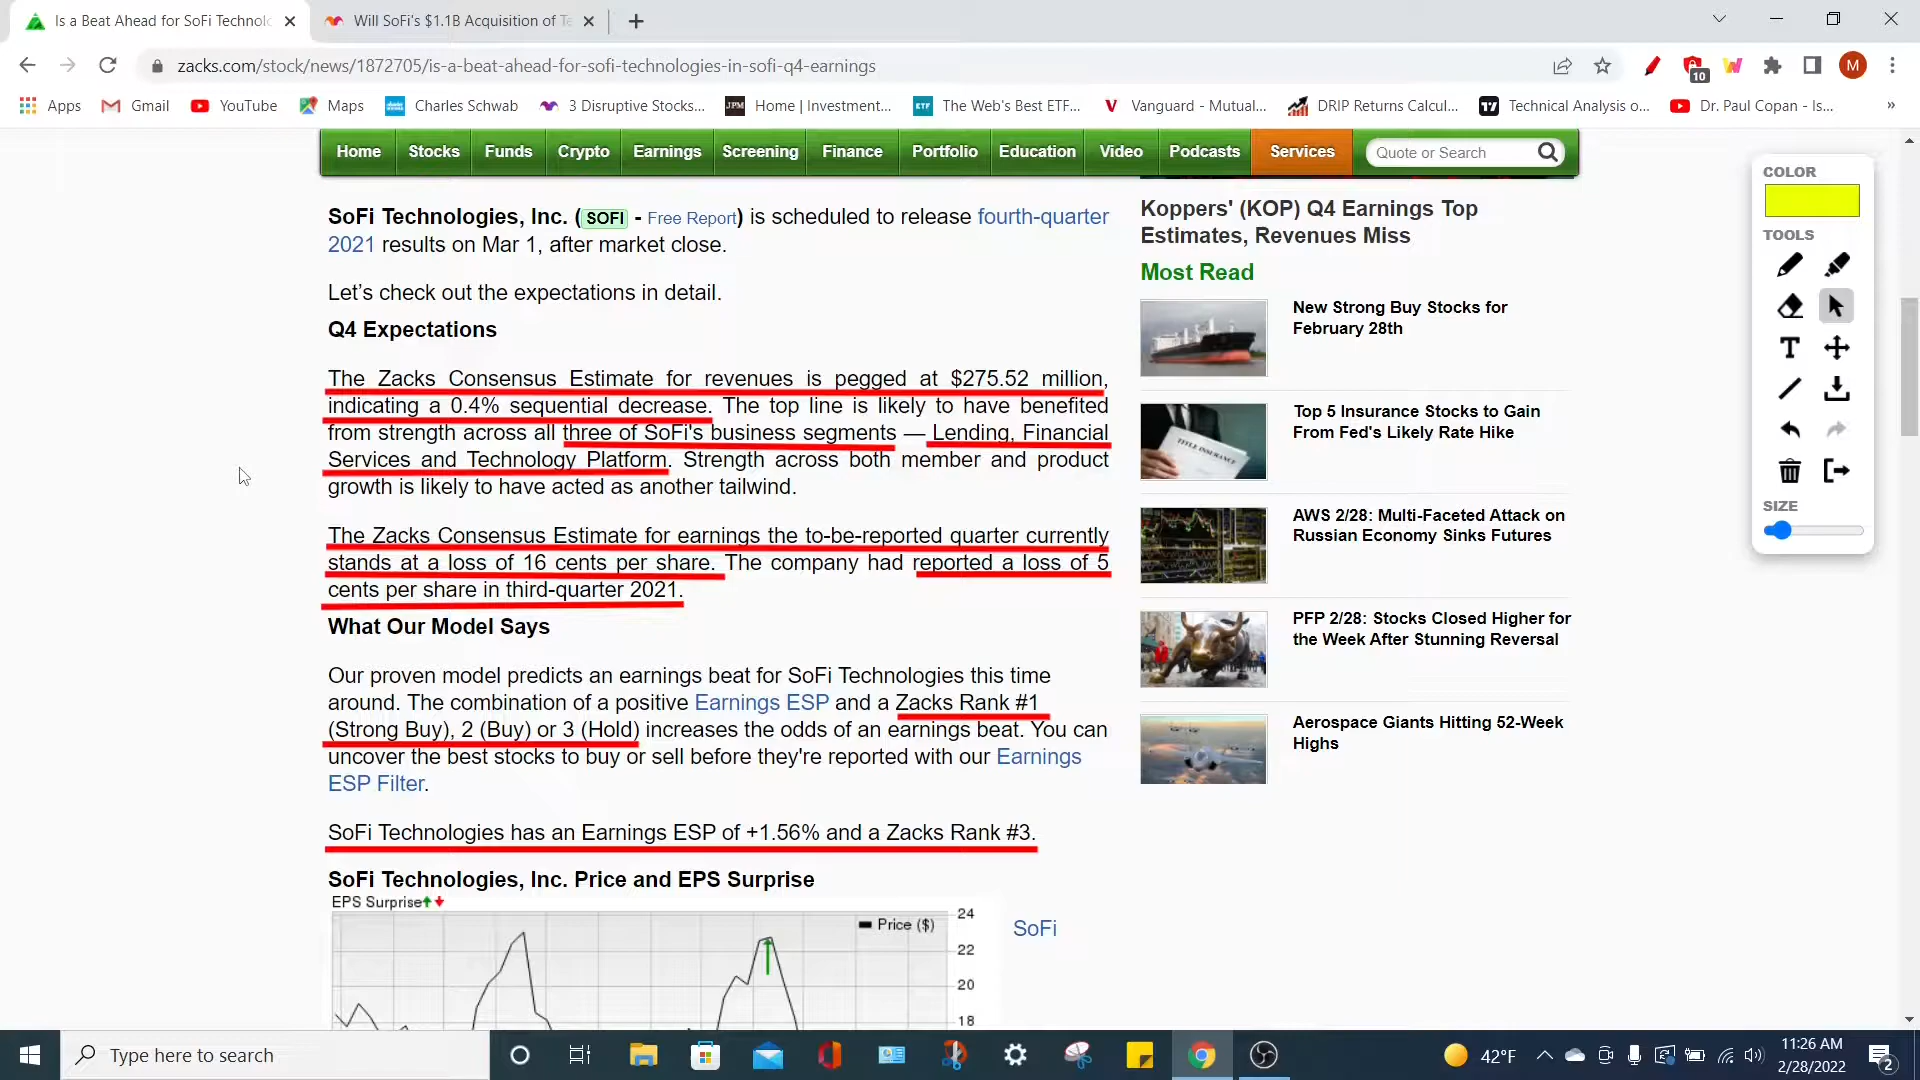 Is a Beat Ahead for SoFi Technolo
Will SoFi's $1.1B Acquisition of Te
zacks.com/stock/news/1872705/is-a-beat-ahead-for-sofi-technologies-in-sofi-q4-earnings
10
M
Apps Gmail YouTube Maps Charles Schwab 3 Disruptive Stocks... JPM Home | Investment... ETF The Web's Best ETF... Vanguard - Mutual... DRIP Returns Calcul... Technical Analysis o... Dr. Paul Copan - Is... »
Home Stocks Funds Crypto Earnings Screening Finance Portfolio Education Video Podcasts Services Quote or Search
SoFi Technologies, Inc. (SOFI - Free Report) is scheduled to release fourth-quarter
2021 results on Mar 1, after market close.
Let's check out the expectations in detail.
Q4 Expectations
The Zacks Consensus Estimate for revenues is pegged at $275.52 million,
indicating a 0.4% sequential decrease. The top line is likely to have benefited
from strength across all three of SoFi's business segments — Lending, Financial
Services and Technology Platform. Strength across both member and product
growth is likely to have acted as another tailwind.
The Zacks Consensus Estimate for earnings the to-be-reported quarter currently
stands at a loss of 16 cents per share. The company had reported a loss of 5
cents per share in third-quarter 2021.
What Our Model Says
Our proven model predicts an earnings beat for SoFi Technologies this time
around. The combination of a positive Earnings ESP and a Zacks Rank #1
(Strong Buy), 2 (Buy) or 3 (Hold) increases the odds of an earnings beat. You can
uncover the best stocks to buy or sell before they're reported with our Earnings
ESP Filter.
SoFi Technologies has an Earnings ESP of +1.56% and a Zacks Rank #3.
SoFi Technologies, Inc. Price and EPS Surprise
EPS Surprise
Price ($)
24
22
20
18
SoFi
Koppers' (KOP) Q4 Earnings Top
Estimates, Revenues Miss
Most Read
New Strong Buy Stocks for
February 28th
Top 5 Insurance Stocks to Gain
From Fed's Likely Rate Hike
TITLE INSURANCE
AWS 2/28: Multi-Faceted Attack on
Russian Economy Sinks Futures
PFP 2/28: Stocks Closed Higher for
the Week After Stunning Reversal
Aerospace Giants Hitting 52-Week
Highs
COLOR
TOOLS
T
SIZE
Type here to search
42°F
11:26 AM
2/28/2022
2